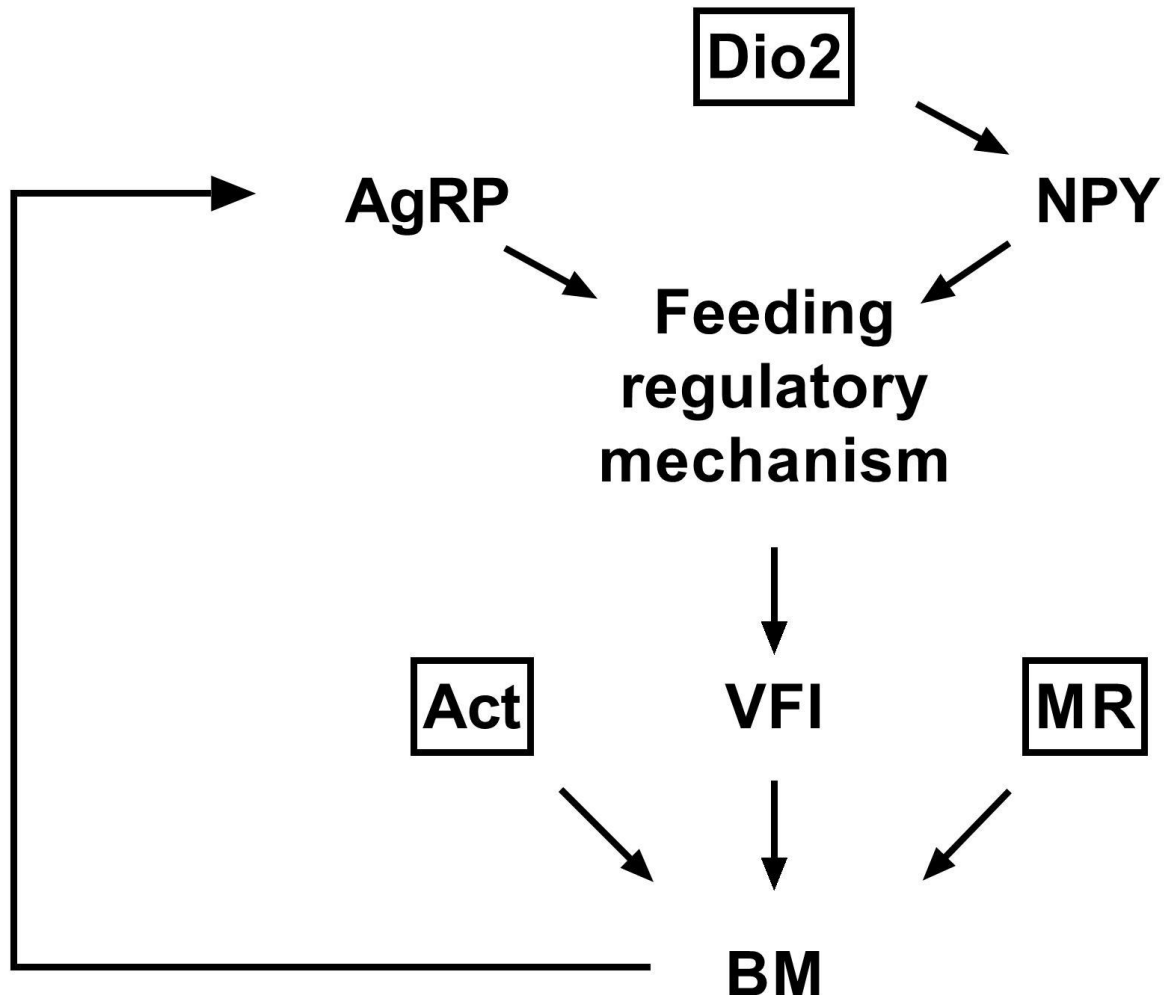 Dio2
AgRP
NPY
Feeding
regulatory
mechanism
Act
VFI
MR
BM